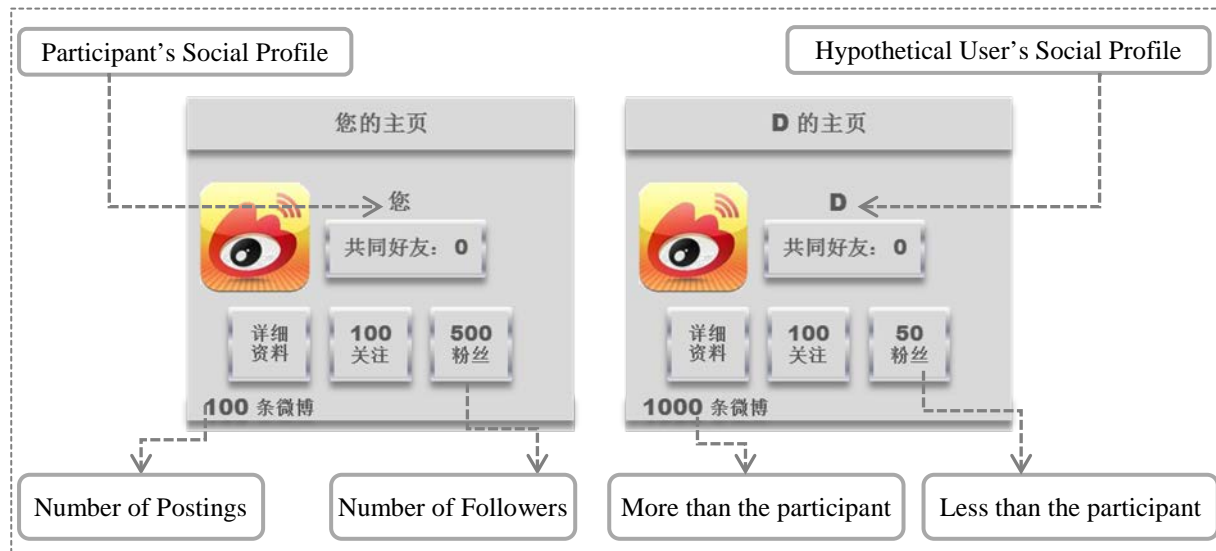 Participant’s Social Profile
Hypothetical User’s Social Profile
您的主页
D 的主页
您
共同好友：0
D
共同好友：0
详细
资料
100
关注
500
粉丝
详细
资料
100
关注
50
粉丝
100 条微博
1000 条微博
Number of Postings
Number of Followers
More than the participant
Less than the participant